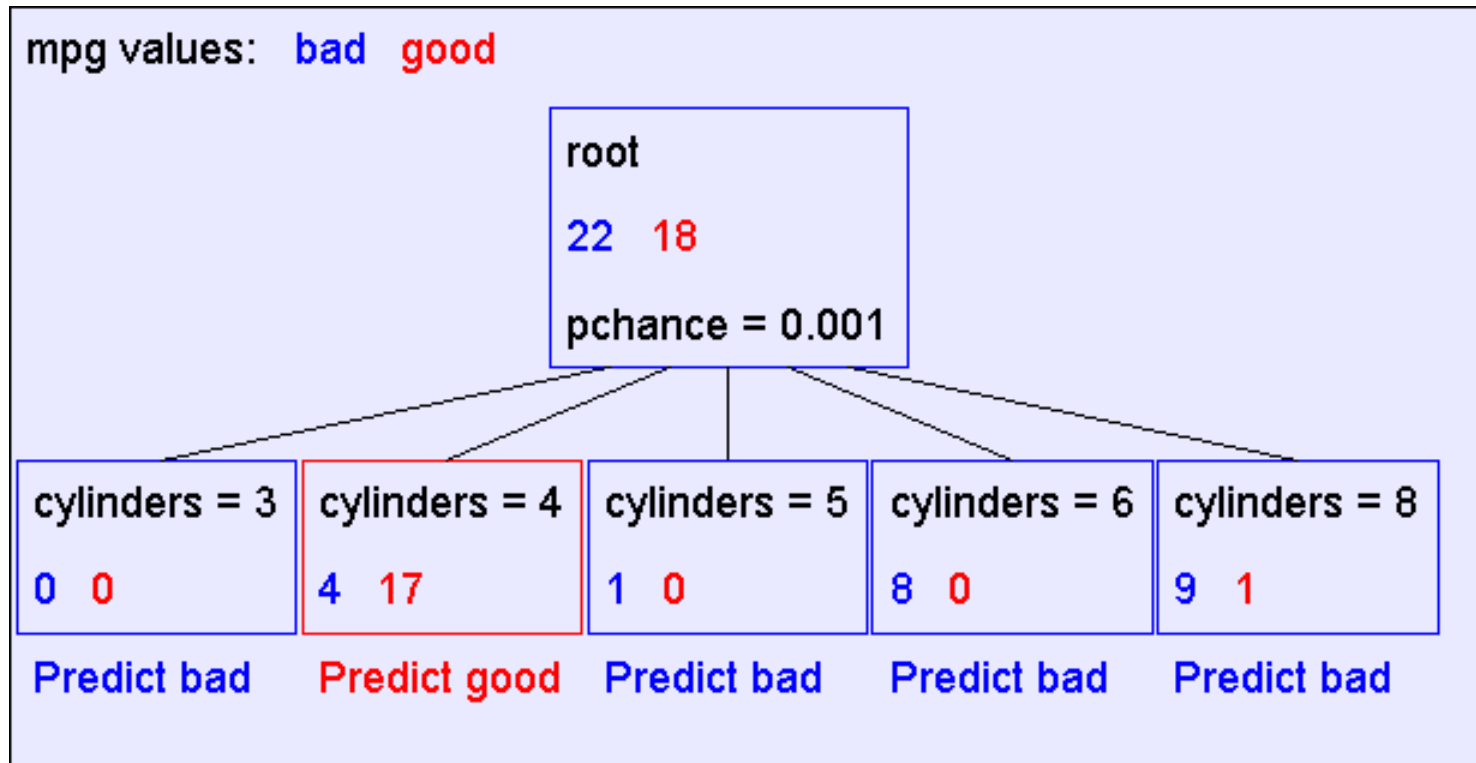 mpg values: bad good
root
22 18
pchance = 0.001
cylinders = 3 cylinders = 4 cylinders = 5 cylinders = 6 cylinders = 8
0 0 4 17 1 0 8 0 9 1
Predict bad Predict good Predict bad Predict bad Predict bad